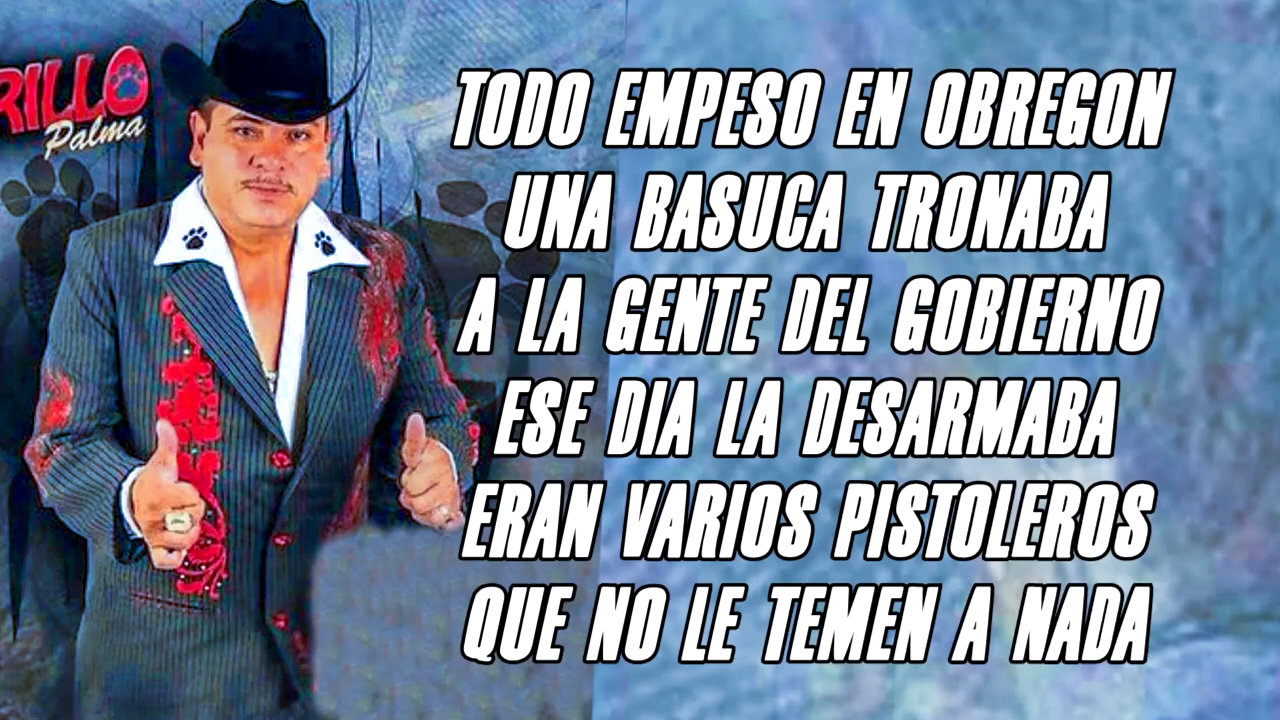 RILLO
Palma
TODO EMPESO EN OBREGON
UNA BASUCA TRONABA
A LA GENTE DEL GOBIERNO
ESE DIA LA DESARMABA
ERAN VARIOS PISTOLEROS
QUE NO LE TEMEN A NADA